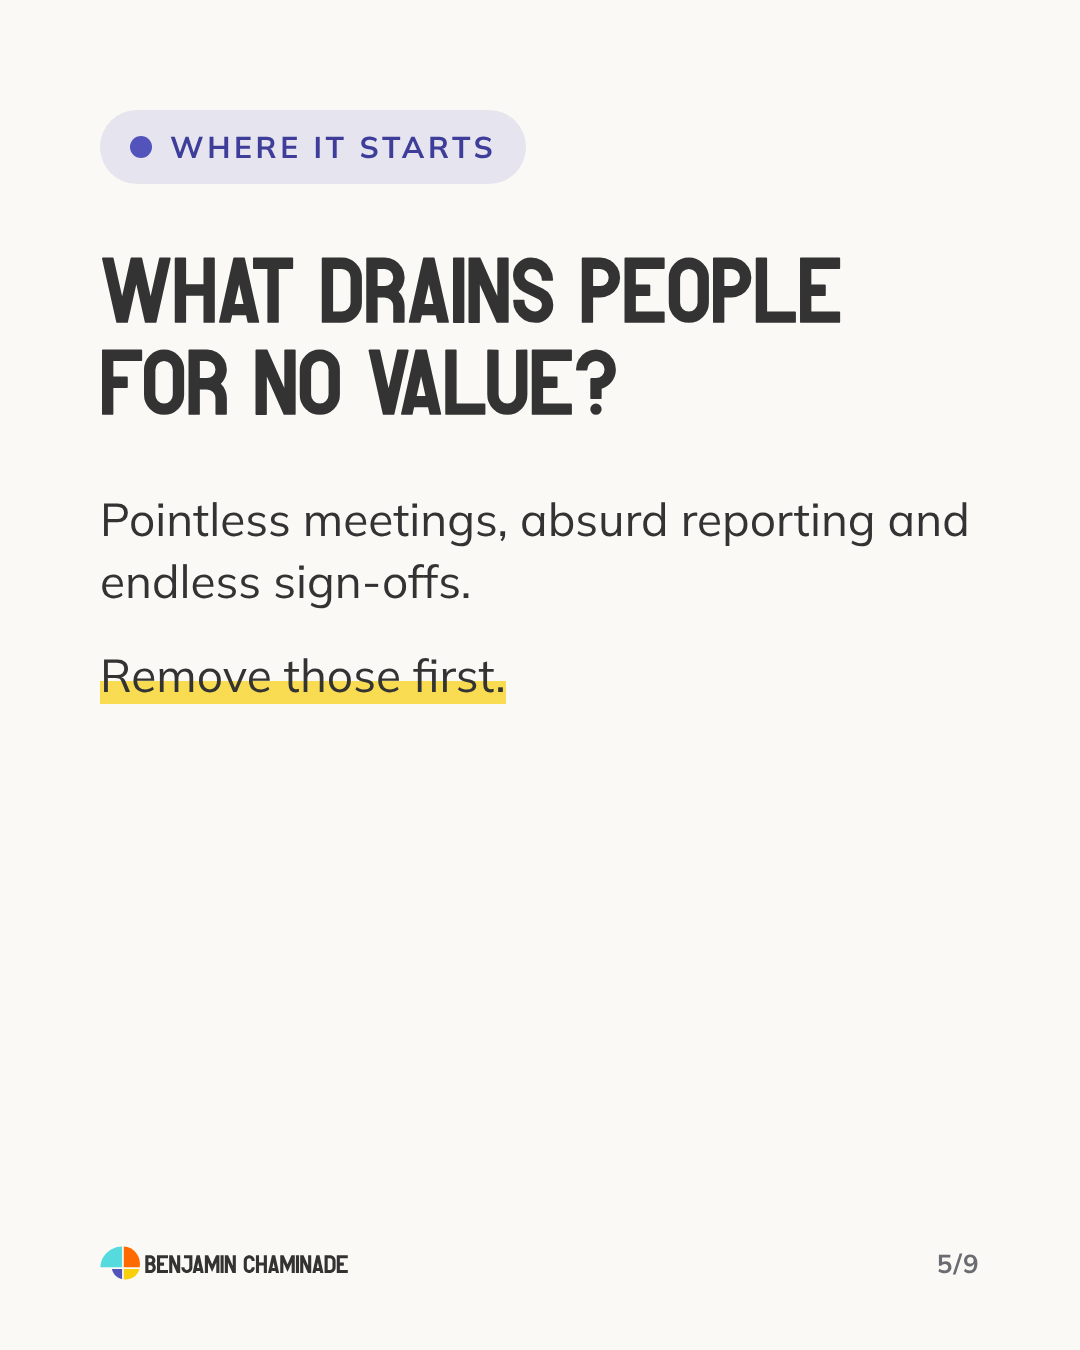 WHERE IT STARTS
WHAT DRAINS PEOPLE
FOR NO VALUE?
Pointless meetings, absurd reporting and
endless sign-offs.
Remove those first.
BENJAMIN CHAMINADE
5/9